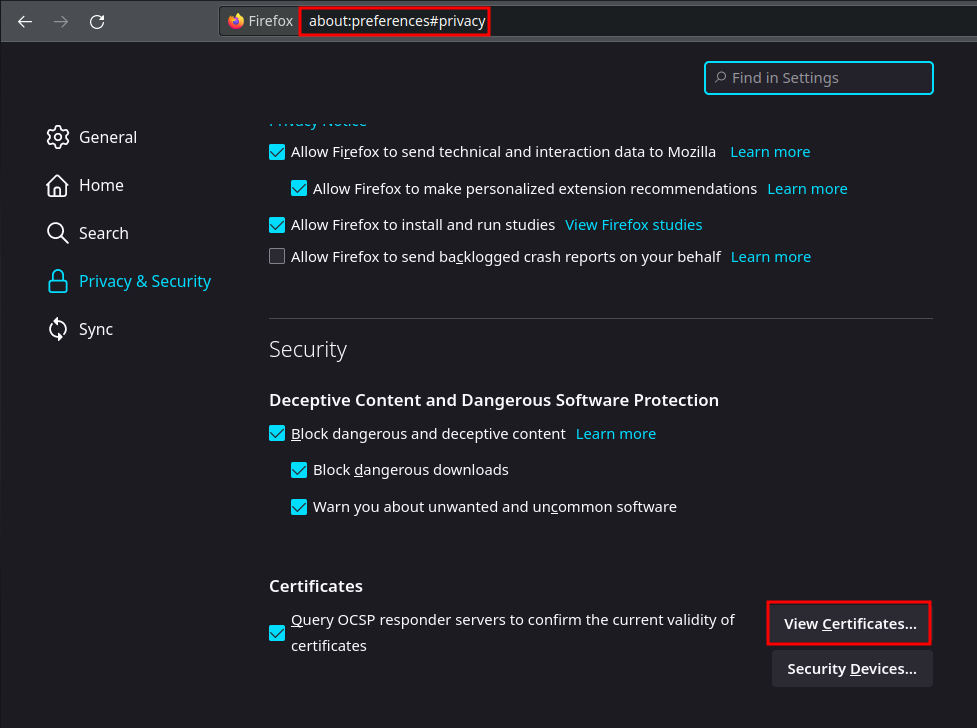 Firefox about:preferences#privacy
Find in Settings
General
Home
Search
Privacy & Security
Sync
Privacy Notice
Allow Firefox to send technical and interaction data to Mozilla Learn more
Allow Firefox to make personalized extension recommendations Learn more
Allow Firefox to install and run studies View Firefox studies
Allow Firefox to send backlogged crash reports on your behalf Learn more
Security
Deceptive Content and Dangerous Software Protection
Block dangerous and deceptive content Learn more
Block dangerous downloads
Warn you about unwanted and uncommon software
Certificates
Query OCSP responder servers to confirm the current validity of
certificates
View Certificates...
Security Devices...